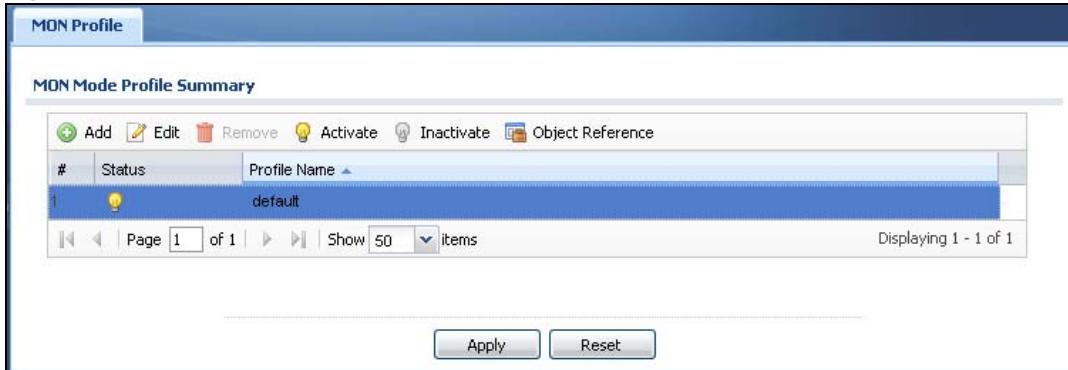 MON Profile
MON Mode Profile Summary
Add Edit Remove Activate Inactivate Object Reference
# Status Profile Name
1 default
Page 1 of 1 Show 50 items Displaying 1 - 1 of 1
Apply Reset